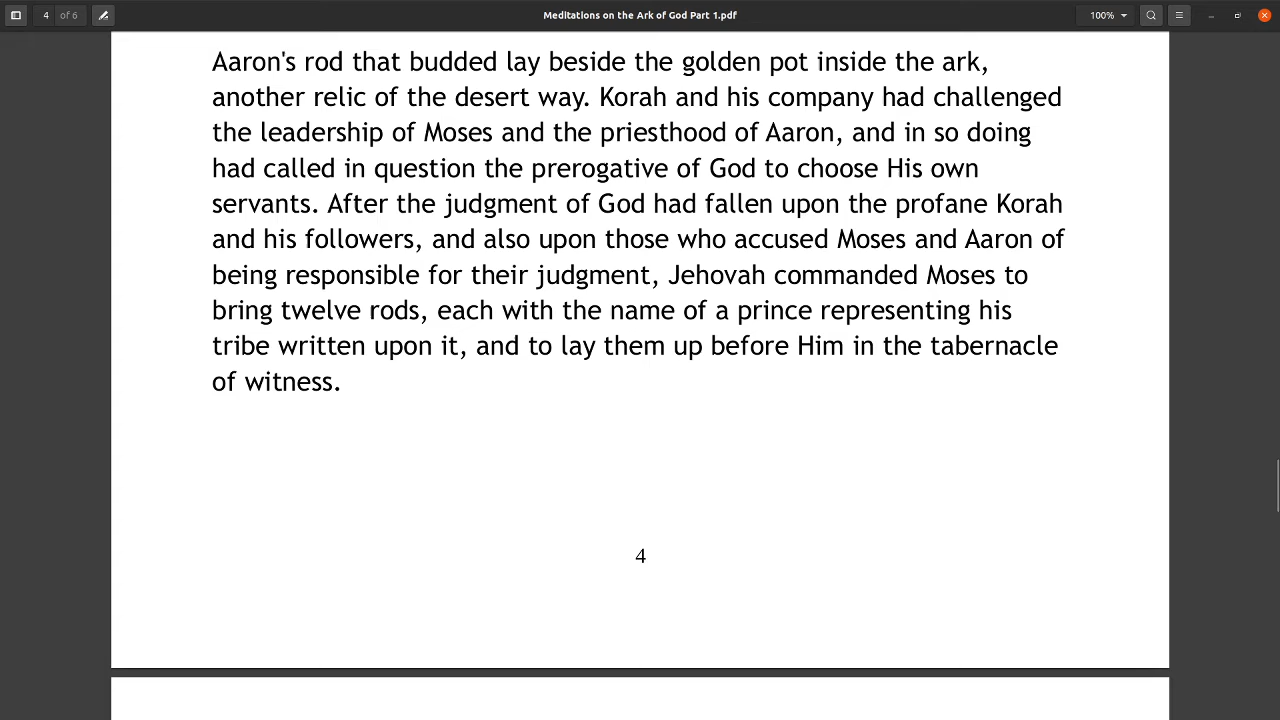 4 of 6
Meditations on the Ark of God Part 1.pdf
100%
Aaron's rod that budded lay beside the golden pot inside the ark,
another relic of the desert way. Korah and his company had challenged
the leadership of Moses and the priesthood of Aaron, and in so doing
had called in question the prerogative of God to choose His own
servants. After the judgment of God had fallen upon the profane Korah
and his followers, and also upon those who accused Moses and Aaron of
being responsible for their judgment, Jehovah commanded Moses to
bring twelve rods, each with the name of a prince representing his
tribe written upon it, and to lay them up before Him in the tabernacle
of witness.
4